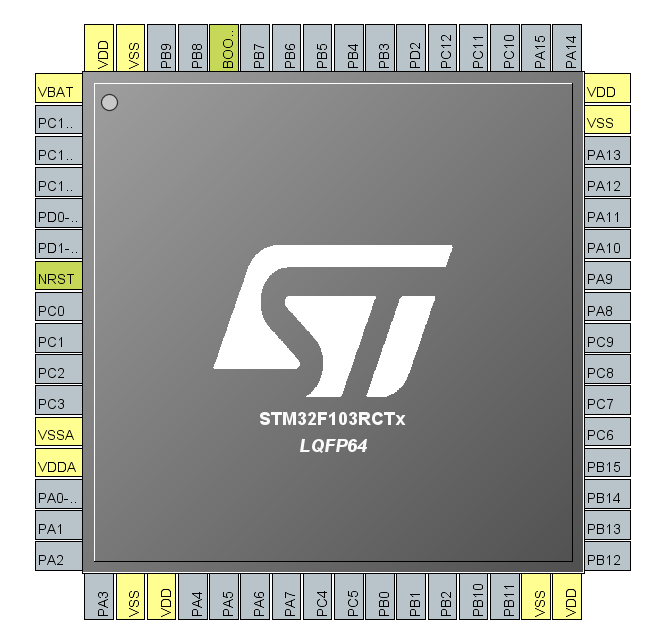 VDD VSS PB9 PB8 BOO.. PB7 PB6 PB5 PB4 PB3 PD2 PC12 PC11 PC10 PA15 PA14
VBAT
PC1..
PC1..
PC1..
PD0-..
PD1-..
NRST
PC0
PC1
PC2
PC3
VSSA
VDDA
PA0-..
PA1
PA2
ST
STM32F103RCTx
LQFP64
VDD
VSS
PA13
PA12
PA11
PA10
PA9
PA8
PC9
PC8
PC7
PC6
PB15
PB14
PB13
PB12
PA3 VSS VDD PA4 PA5 PA6 PA7 PC4 PC5 PB0 PB1 PB2 PB10 PB11 VSS VDD